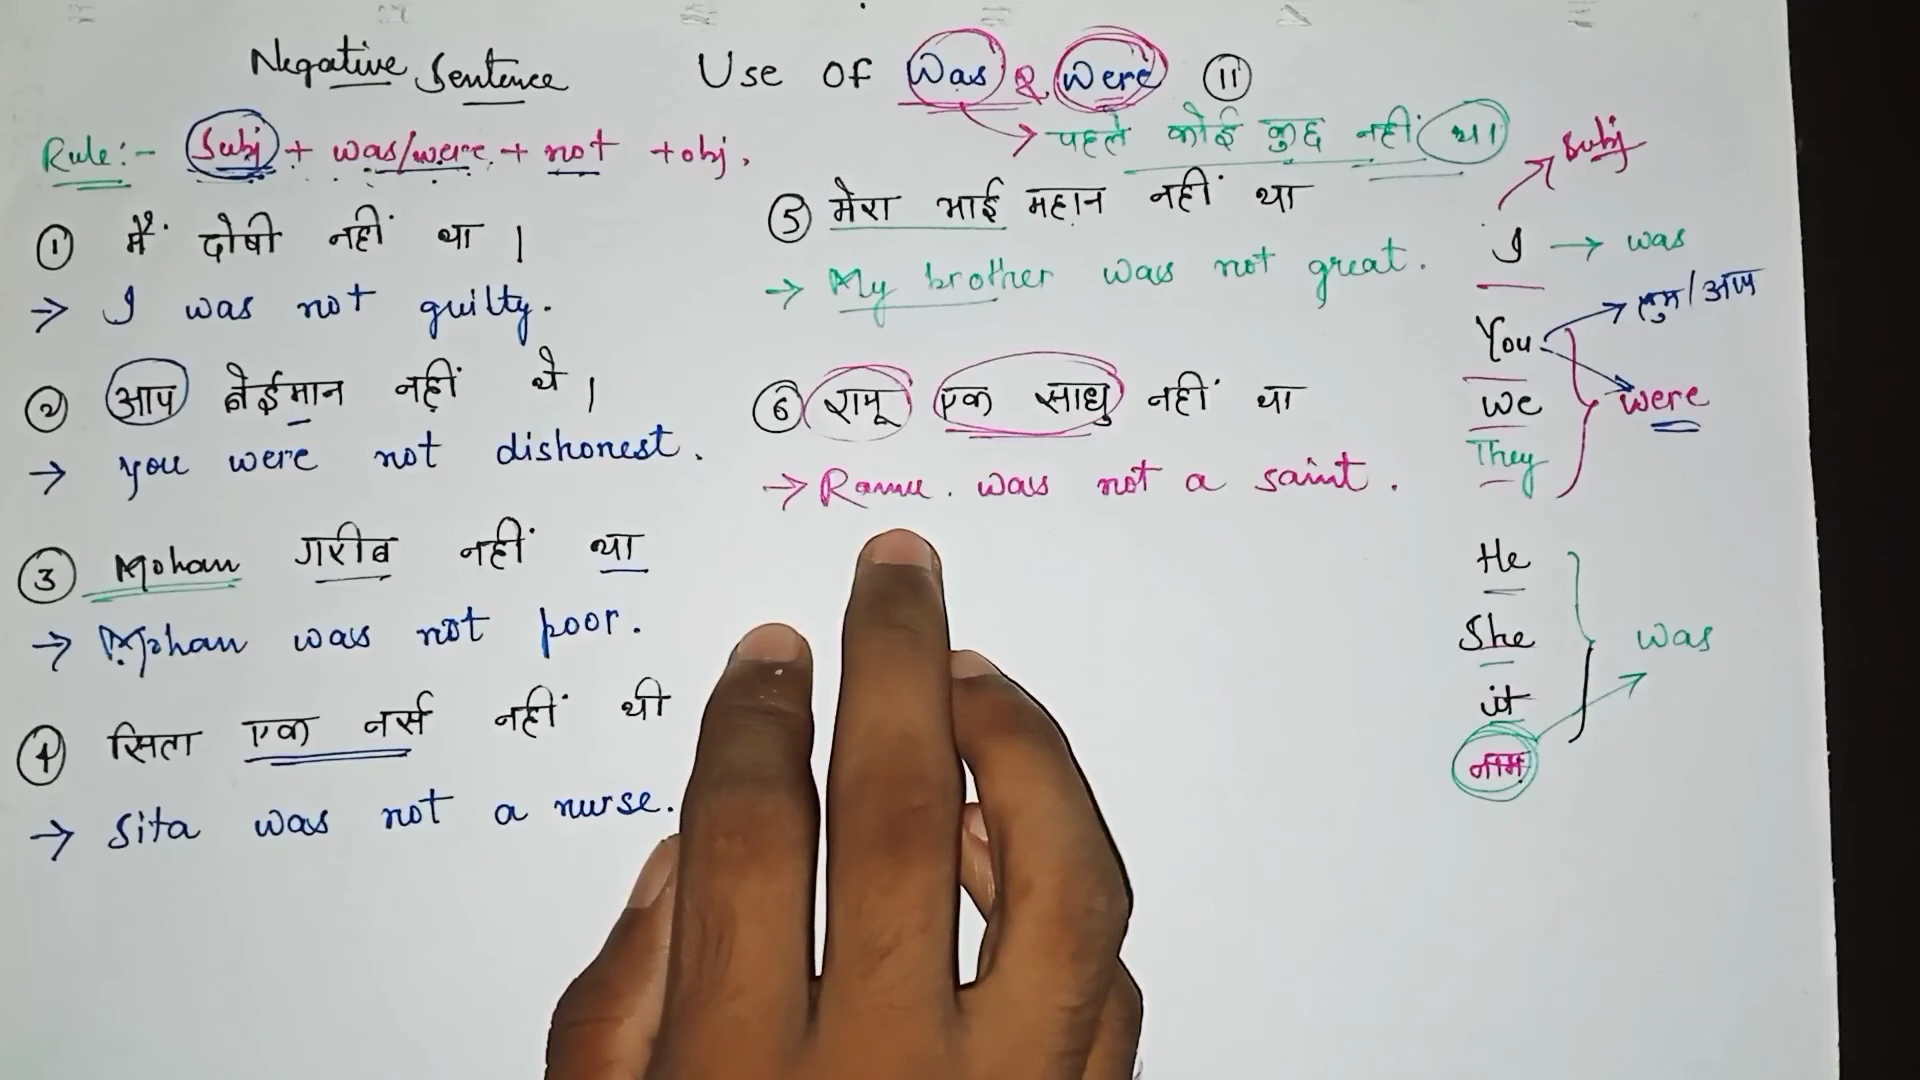 Negative Sentence
Use Of Was & Were ⑪
Rule:- Subj + was/were + not + obj.
→ पहले कोई कुछ नहीं था।
① मैं दोषी नहीं था।
→ I was not guilty.
② आप बेईमान नहीं थे।
→ you were not dishonest.
③ Mohan गरीब नहीं था
→ Mohan was not poor.
④ सिता एक नर्स नहीं थी
→ Sita was not a nurse.
⑤ मेरा भाई महान नहीं था
→ My brother was not great.
⑥ रामू एक साधु नहीं था
→ Ramu was not a saint.
Subj
I → was
You → तुम/आप
We were
They
He
She was
it
नाम